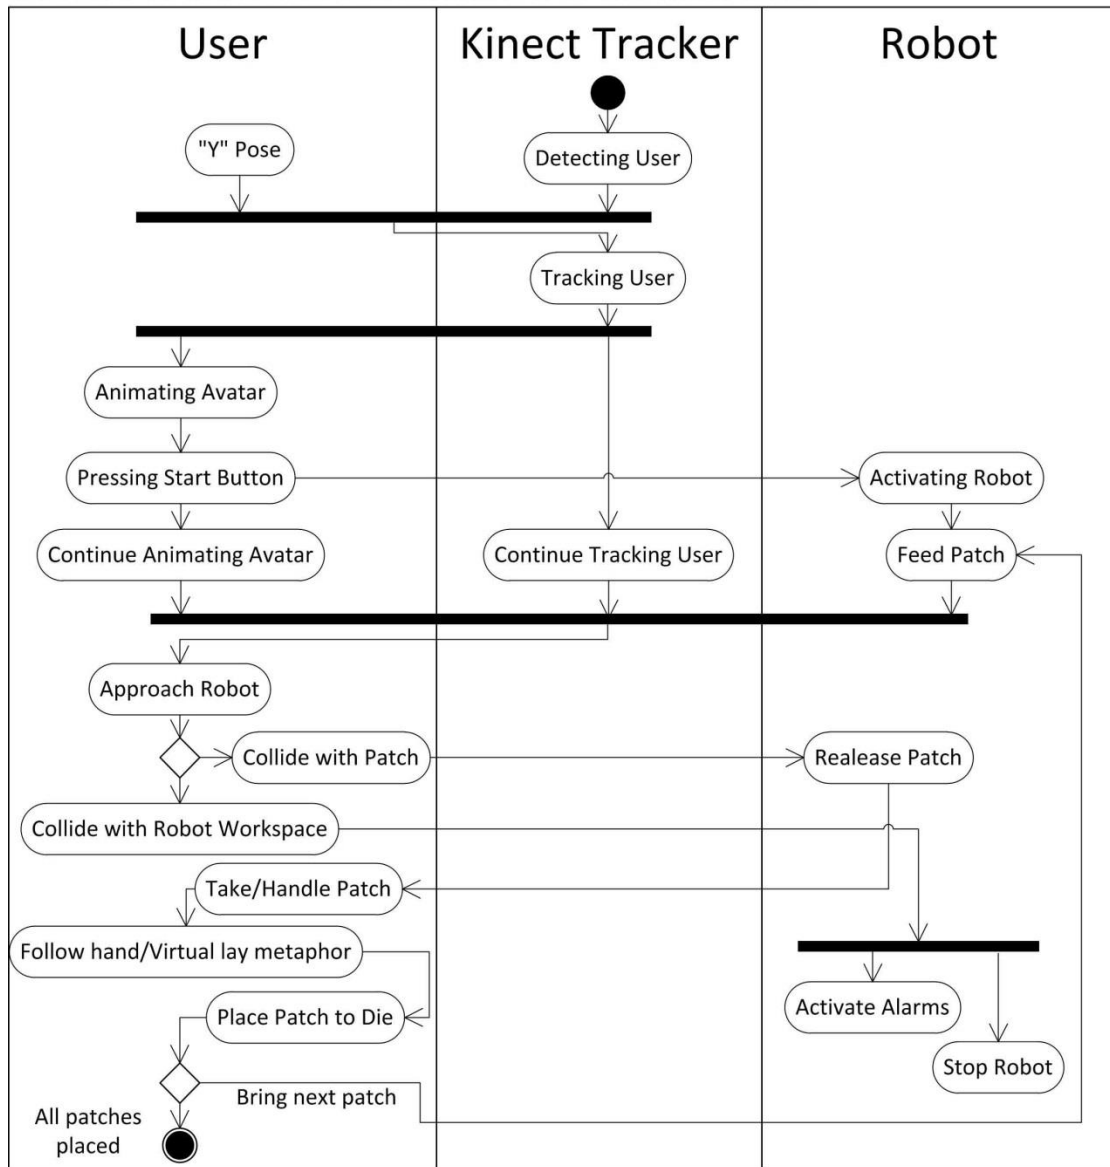 User
Kinect Tracker
Robot
"Y" Pose
Detecting User
Tracking User
Animating Avatar
Pressing Start Button
Activating Robot
Continue Animating Avatar
Continue Tracking User
Feed Patch
Approach Robot
Collide with Patch
Realease Patch
Collide with Robot Workspace
Take/Handle Patch
Follow hand/Virtual lay metaphor
Activate Alarms
Place Patch to Die
Stop Robot
Bring next patch
All patches
placed